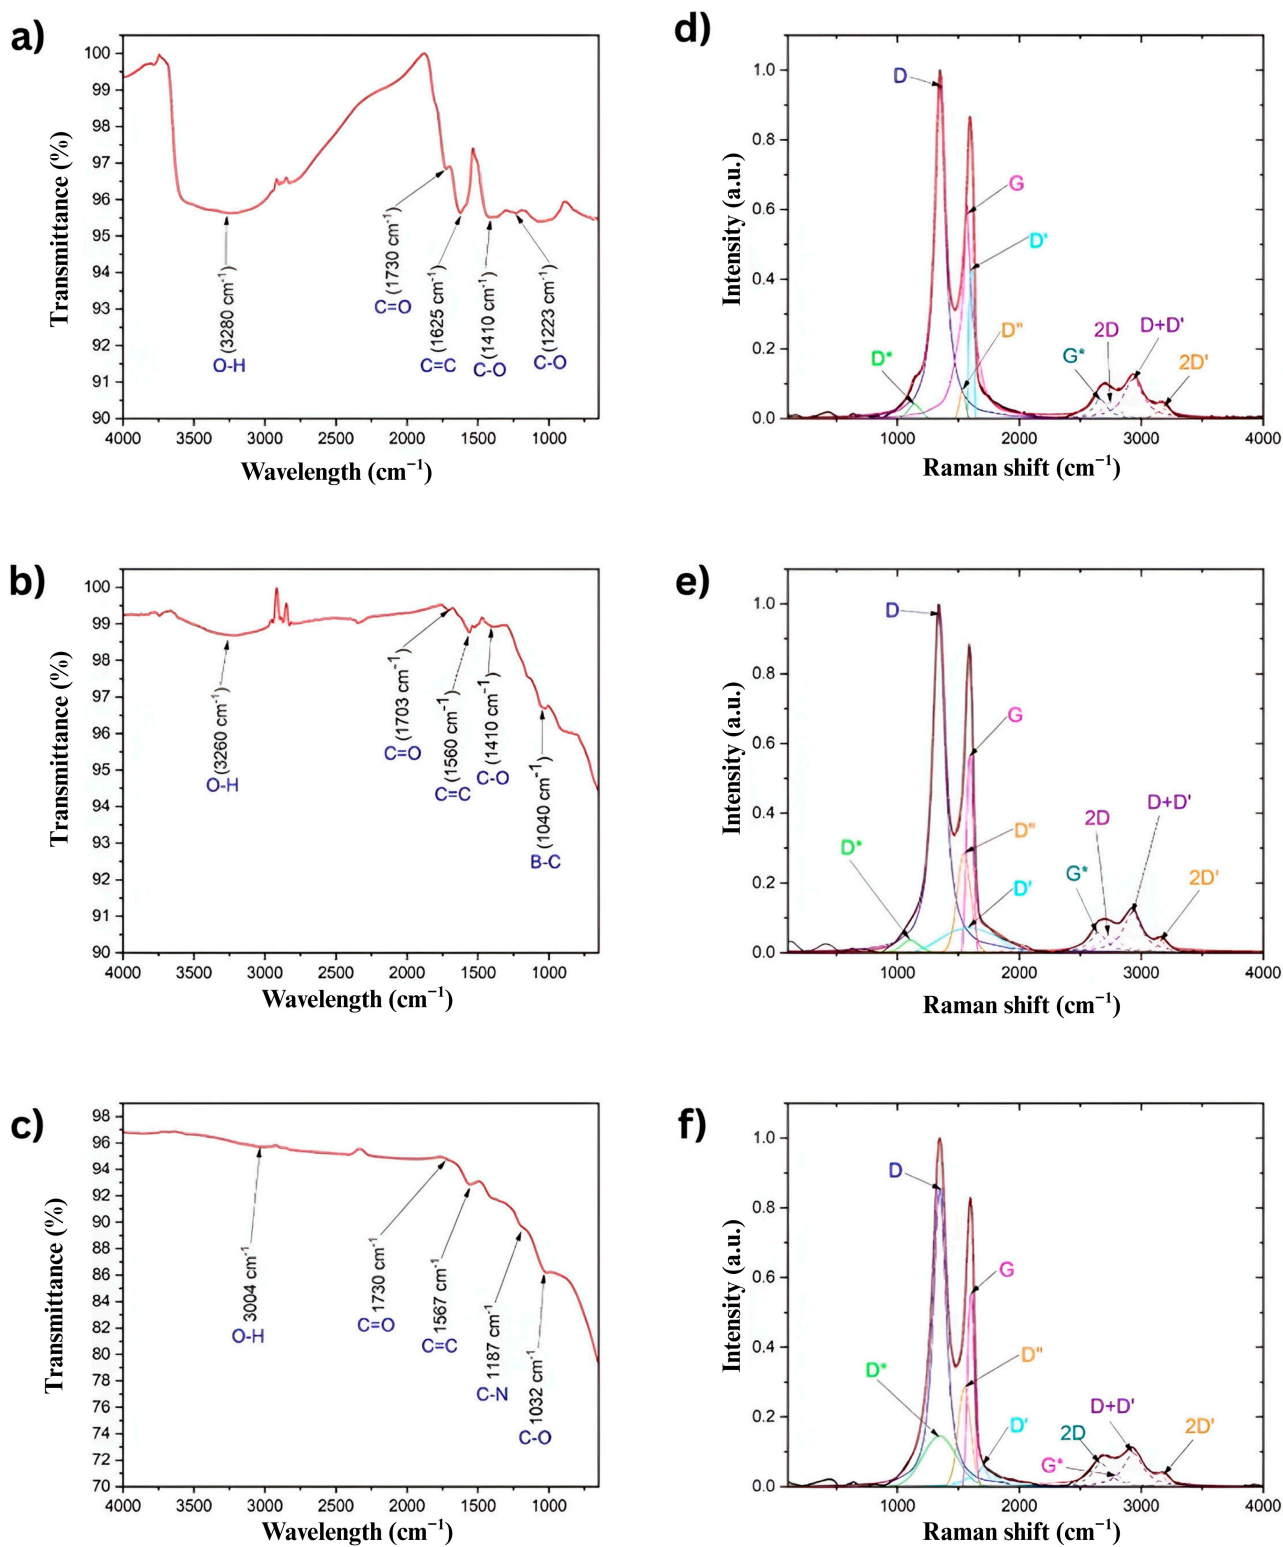 a)
100
99
98
97
96
95
94
93
92
91
90
Transmittance (%)
O-H (3280 cm-1)
C=O (1730 cm-1)
C=C (1625 cm-1)
C-O (1410 cm-1)
C-O (1223 cm-1)
4000 3500 3000 2500 2000 1500 1000
Wavelength (cm−1)
d)
1.0
0.8
0.6
0.4
0.2
0.0
Intensity (a.u.)
D
G
D'
D"
D*
G*
2D
D+D'
2D'
1000 2000 3000 4000
Raman shift (cm−1)
b)
100
99
98
97
96
95
94
93
92
91
90
Transmittance (%)
O-H (3260 cm-1)
C=O (1703 cm-1)
C=C (1560 cm-1)
C-O (1410 cm-1)
B-C (1040 cm-1)
4000 3500 3000 2500 2000 1500 1000
Wavelength (cm−1)
e)
1.0
0.8
0.6
0.4
0.2
0.0
Intensity (a.u.)
D
G
D"
D'
D*
G*
2D
D+D'
2D'
1000 2000 3000 4000
Raman shift (cm−1)
c)
98
96
94
92
90
88
86
84
82
80
78
76
74
72
70
Transmittance (%)
O-H 3004 cm-1
C=O 1730 cm-1
C=C 1567 cm-1
C-N 1187 cm-1
C-O 1032 cm-1
4000 3500 3000 2500 2000 1500 1000
Wavelength (cm−1)
f)
1.0
0.8
0.6
0.4
0.2
0.0
Intensity (a.u.)
D
G
D"
D*
D'
2D
G*
D+D'
2D'
1000 2000 3000 4000
Raman shift (cm−1)